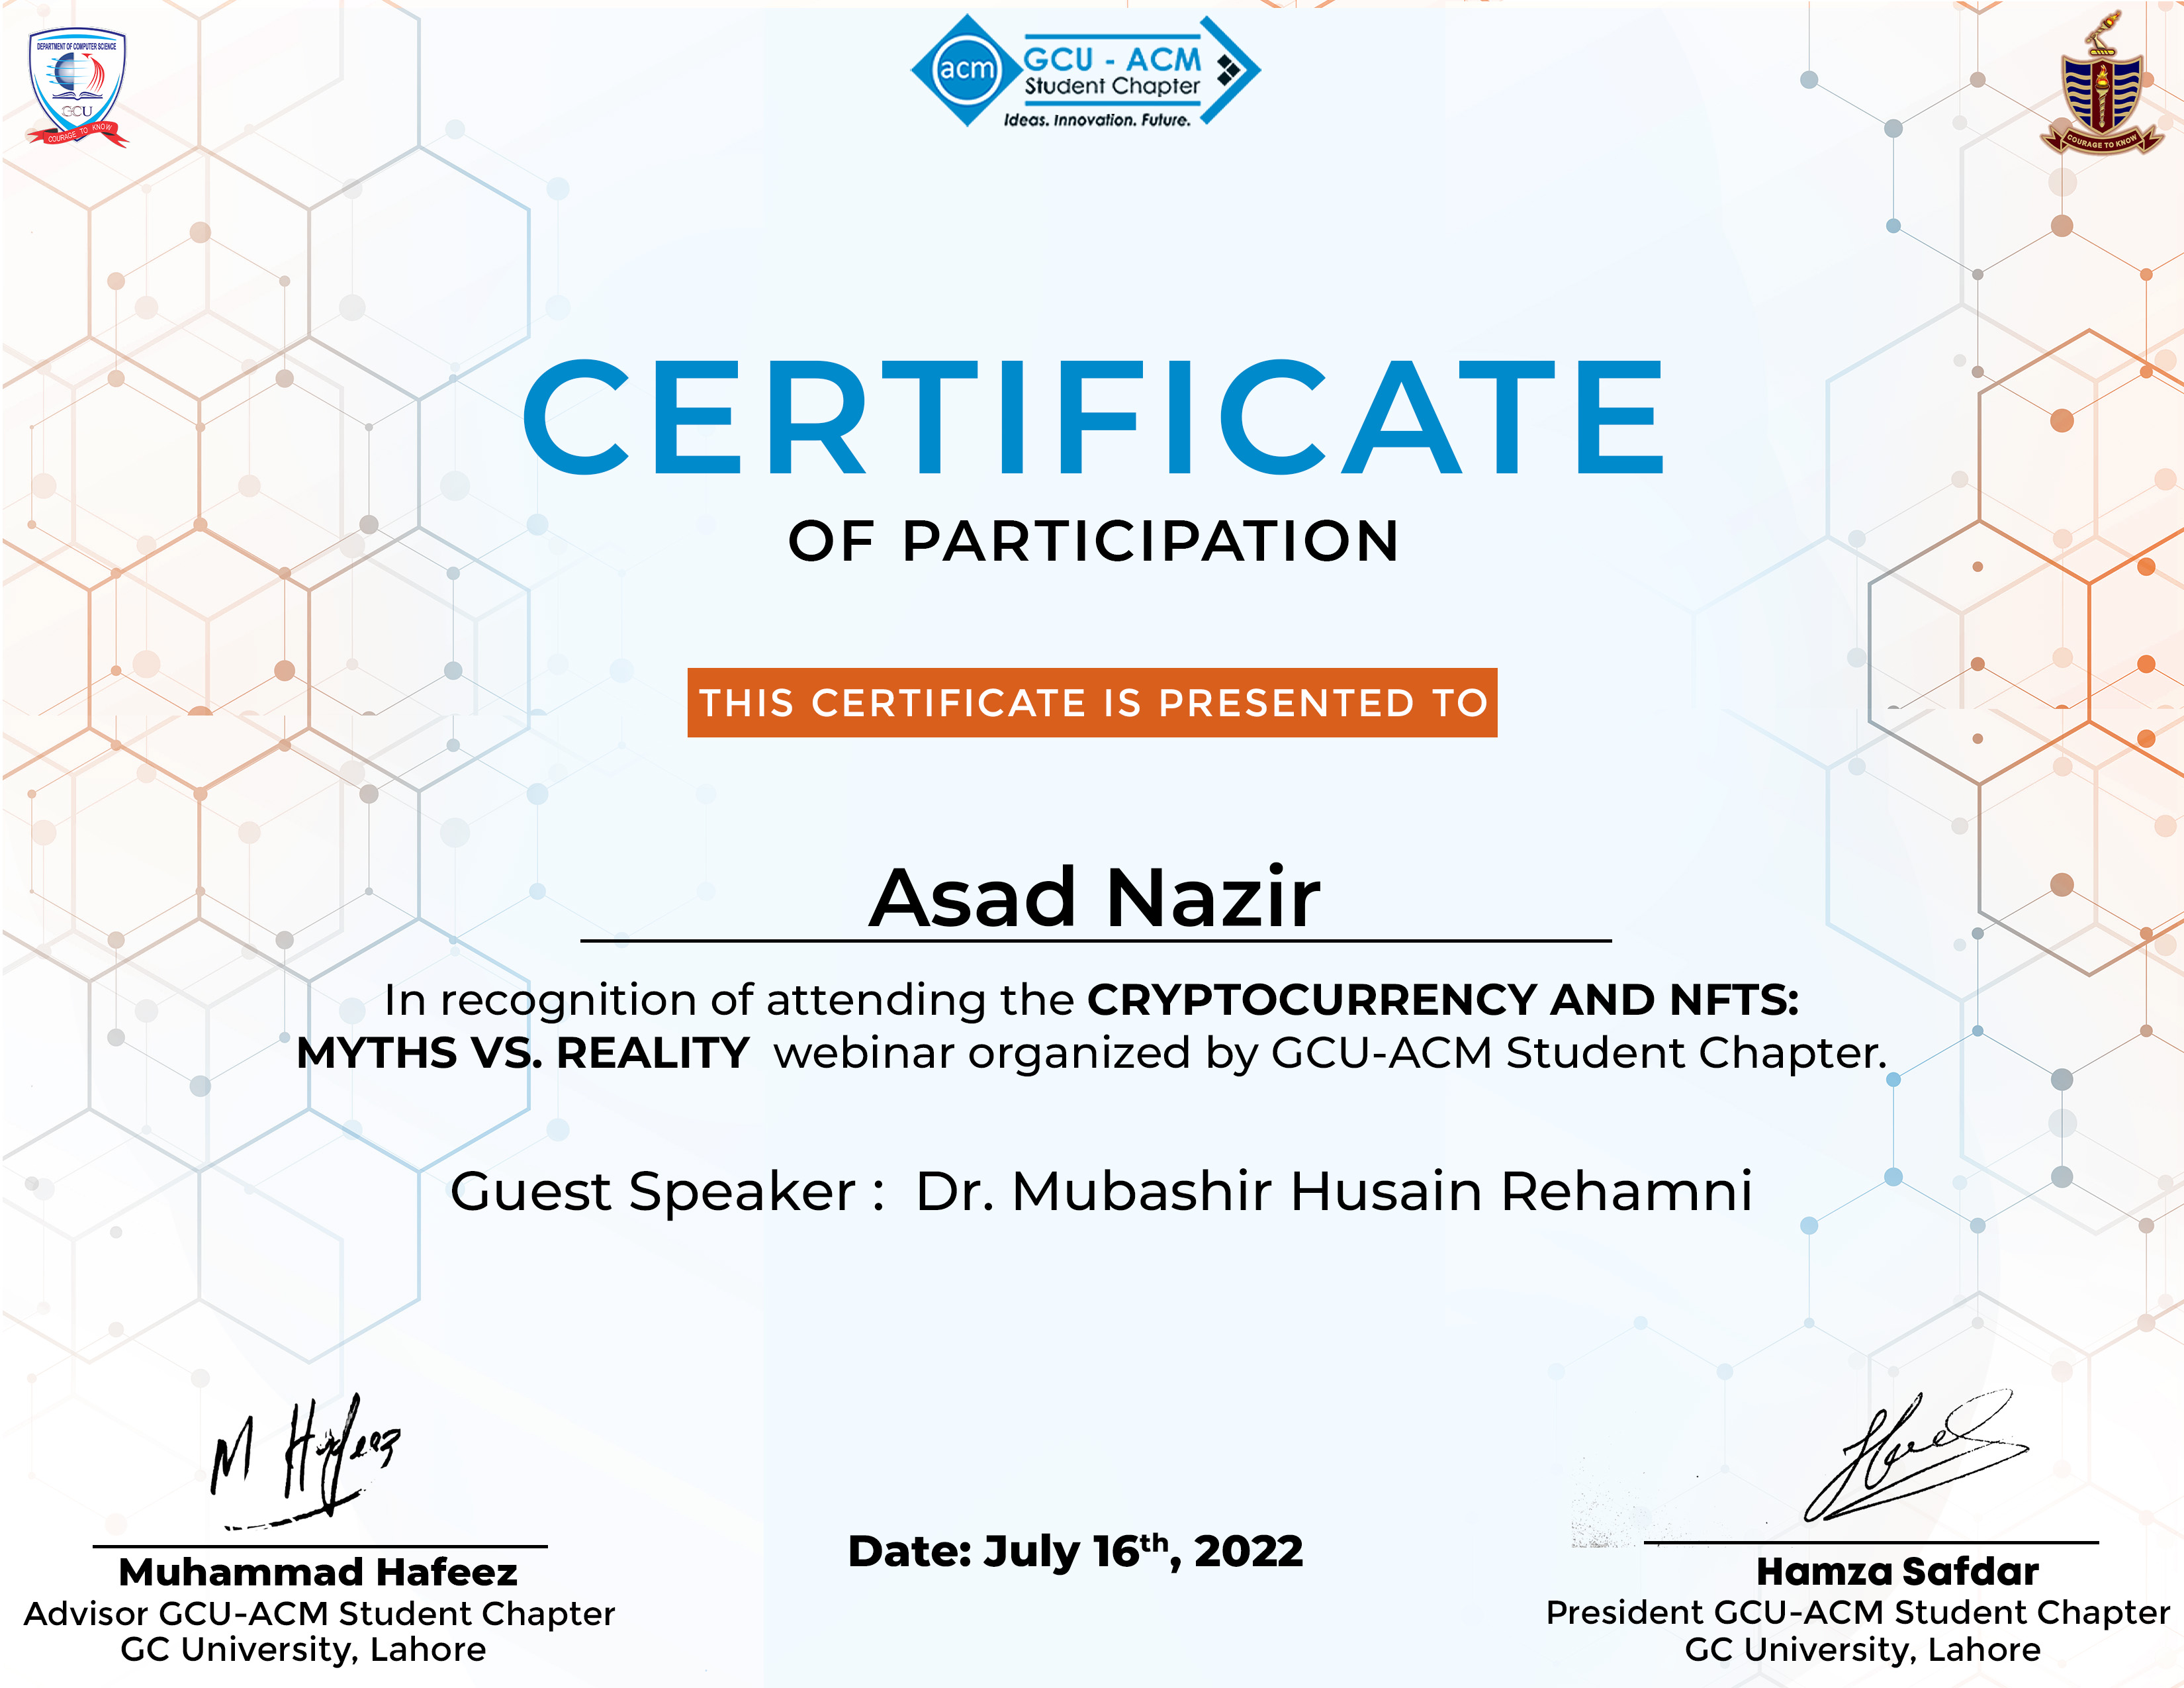 DEPARTMENT OF COMPUTER SCIENCE
GCU
COURAGE TO KNOW
acm
GCU - ACM
Student Chapter
Ideas. Innovation. Future.
COURAGE TO KNOW
CERTIFICATE
OF PARTICIPATION
THIS CERTIFICATE IS PRESENTED TO
Asad Nazir
In recognition of attending the CRYPTOCURRENCY AND NFTS:
MYTHS VS. REALITY webinar organized by GCU-ACM Student Chapter.
Guest Speaker : Dr. Mubashir Husain Rehamni
M Hafeez
Muhammad Hafeez
Advisor GCU-ACM Student Chapter
GC University, Lahore
Date: July 16th, 2022
Hamza Safdar
President GCU-ACM Student Chapter
GC University, Lahore